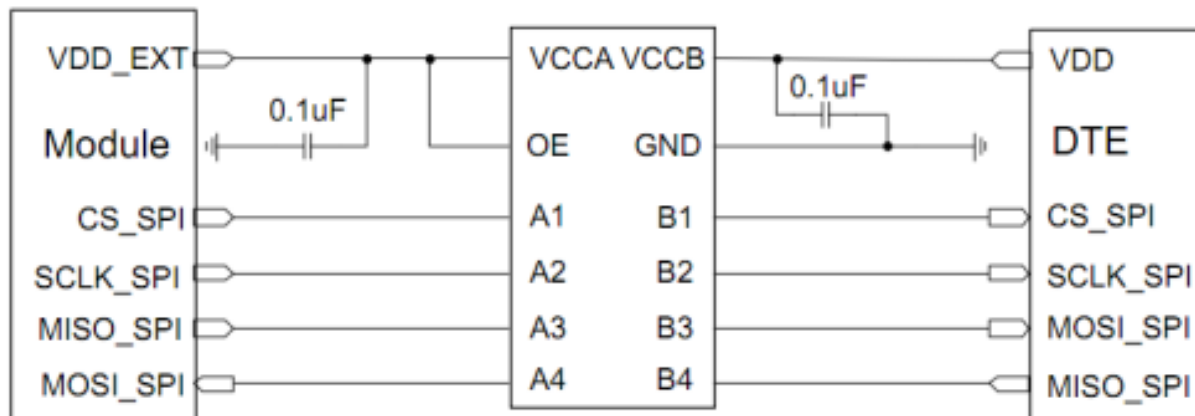 VDD_EXT VCCA VCCB VDD
0.1uF 0.1uF
Module OE GND DTE
CS_SPI A1 B1 CS_SPI
SCLK_SPI A2 B2 SCLK_SPI
MISO_SPI A3 B3 MOSI_SPI
MOSI_SPI A4 B4 MISO_SPI